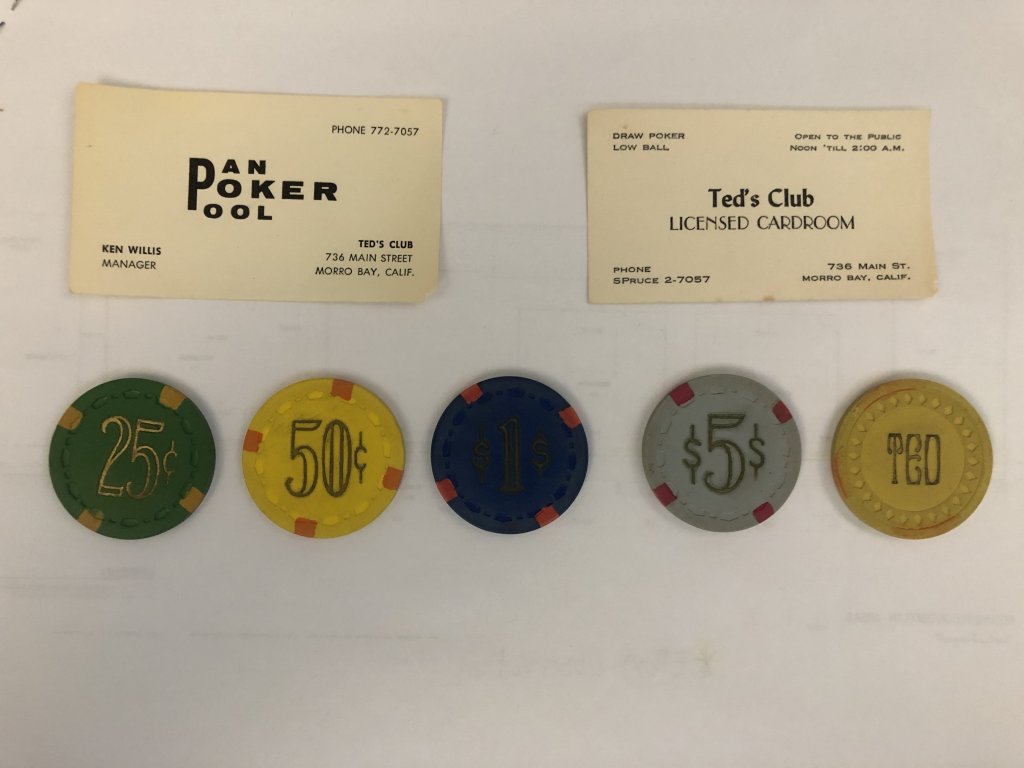 PHONE 772-7057
PAN
POKER
POOL
KEN WILLIS
MANAGER
TED'S CLUB
736 MAIN STREET
MORRO BAY, CALIF.
DRAW POKER
LOW BALL
OPEN TO THE PUBLIC
NOON 'TILL 2:00 A.M.
Ted's Club
LICENSED CARDROOM
PHONE
SPRUCE 2-7057
736 MAIN ST.
MORRO BAY, CALIF.
25¢
50¢
$1$
$5$
TED